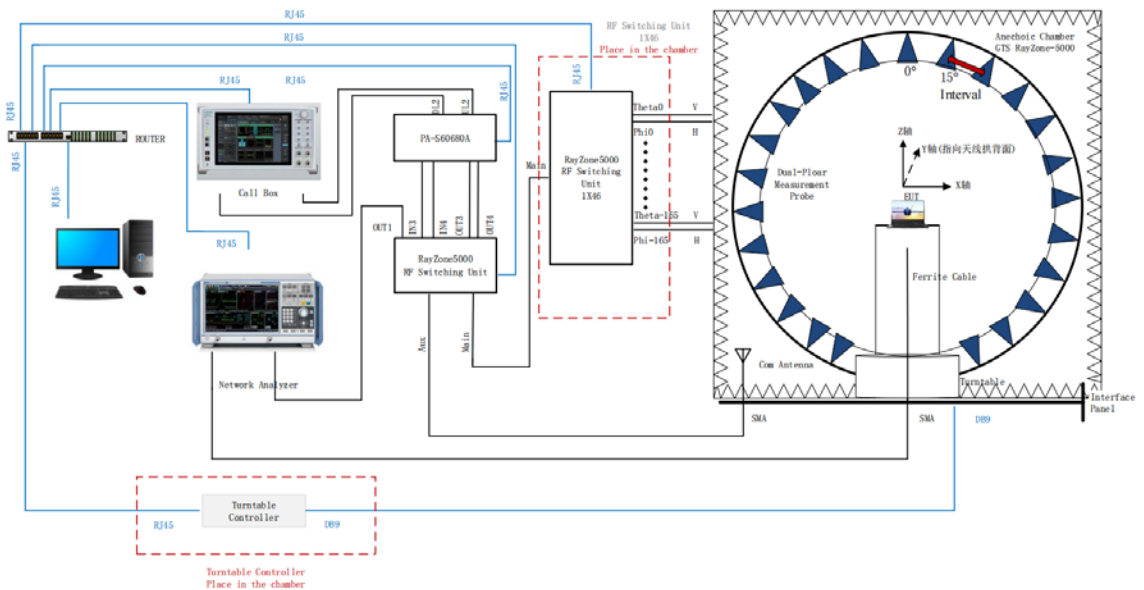 RJ45
RJ45
RJ45
RJ45
RJ45
RJ45
RJ45
RJ45
ROUTER
RJ45
RJ45
RJ45
Call Box
DL2
UL2
PA-S60680A
OUT1
IN3
IN4
OUT3
OUT4
RayZone5000
RF Switching Unit
Aux
Main
Network Analyzer
RF Switching Unit
1X46
Place in the chamber
Main
RayZone5000
RF Switching
Unit
1X46
Theta0 V
Phi0 H
Theta-165 V
Phi-165 H
Anechoic Chamber
GTS RayZone-5000
0°
15°
Interval
Z轴
Y轴(指向天线拱背面)
X轴
Dual-Ploar
Measurement
Probe
EUT
Ferrite Cable
Com Antenna
Turntable
Interface
Panel
SMA
SMA
DB9
Turntable
Controller
RJ45
DB9
Turntable Controller
Place in the chamber